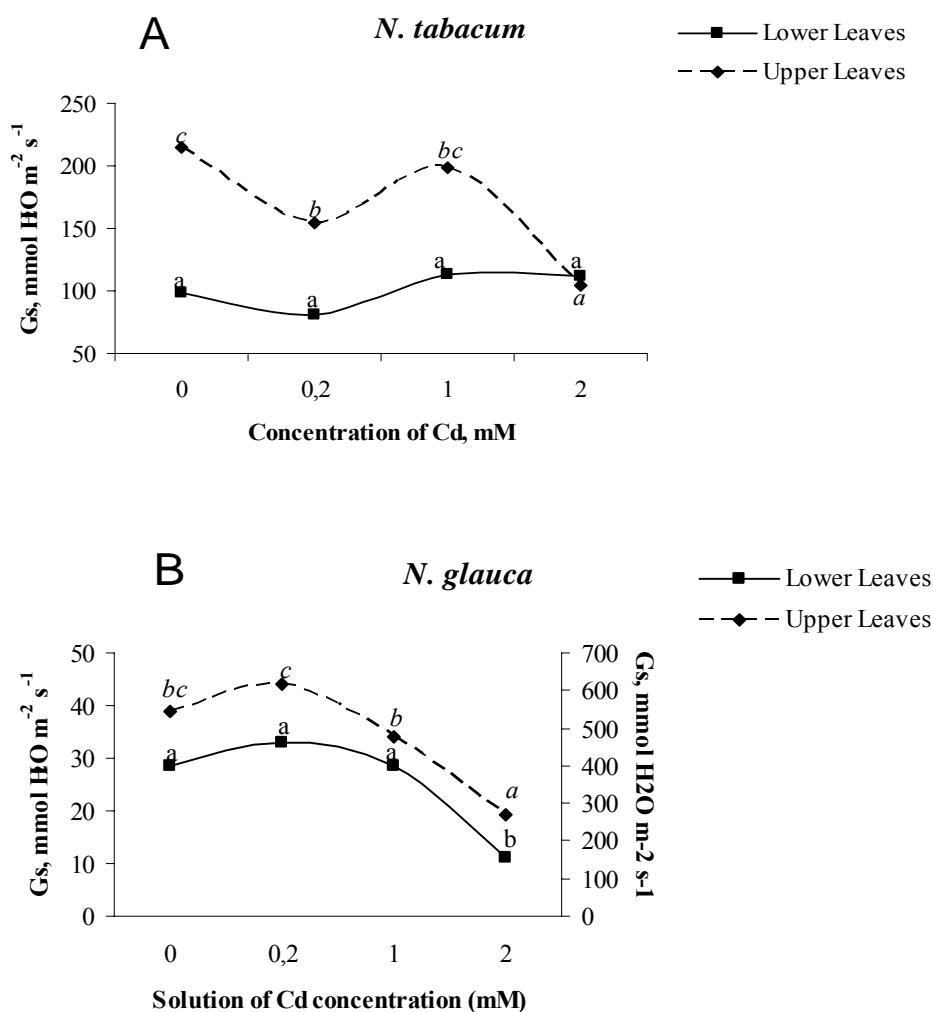 A
N. tabacum
Lower Leaves
Upper Leaves
Gs, mmol H2O m-2 s-1
250
200
150
100
50
c
b
bc
a
a
a
a
a
0
0,2
1
2
Concentration of Cd, mM
B
N. glauca
Lower Leaves
Upper Leaves
Gs, mmol H2O m-2 s-1
50
40
30
20
10
0
bc
c
b
a
a
a
a
b
700
600
500
400
300
200
100
0
Gs, mmol H2O m-2 s-1
0
0,2
1
2
Solution of Cd concentration (mM)